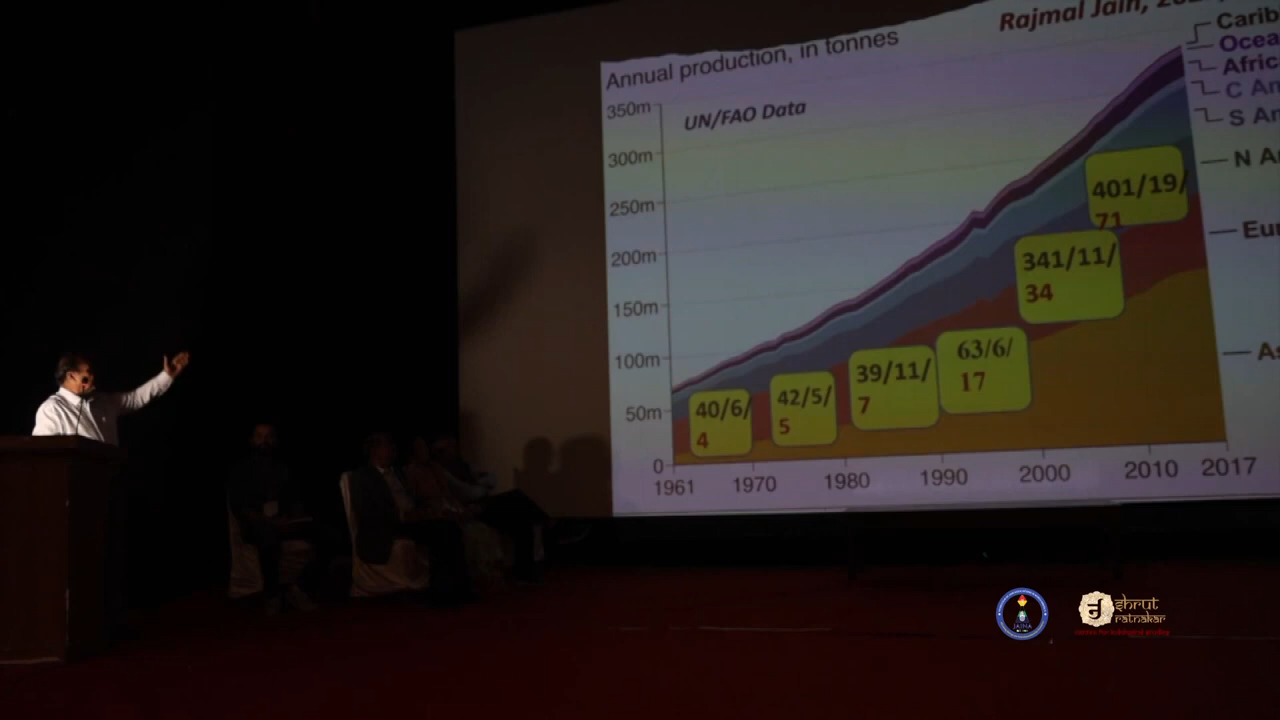 Rajmal Jain,
Annual production, in tonnes
UN/FAO Data
350m
300m
250m
200m
150m
100m
50m
0
1961 1970 1980 1990 2000 2010 2017
40/6/
4
42/5/
5
39/11/
7
63/6/
17
341/11/
34
401/19/
71
Carib
Ocea
Afric
C Am
S Am
N A
Eur
As
JAINA
shrut
ratnakar